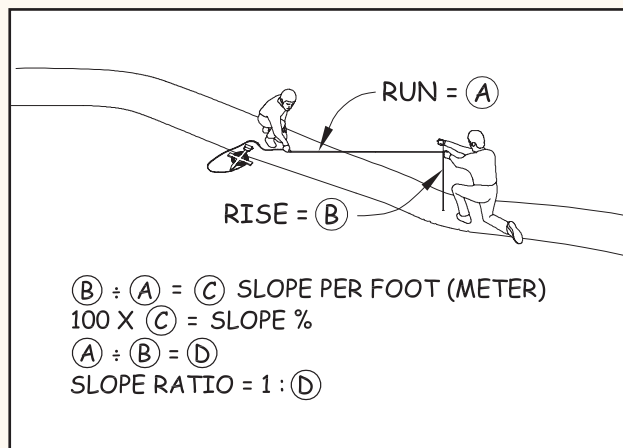 RUN = A
RISE = B
B ÷ A = C SLOPE PER FOOT (METER)
100 X C = SLOPE %
A ÷ B = D
SLOPE RATIO = 1 : D